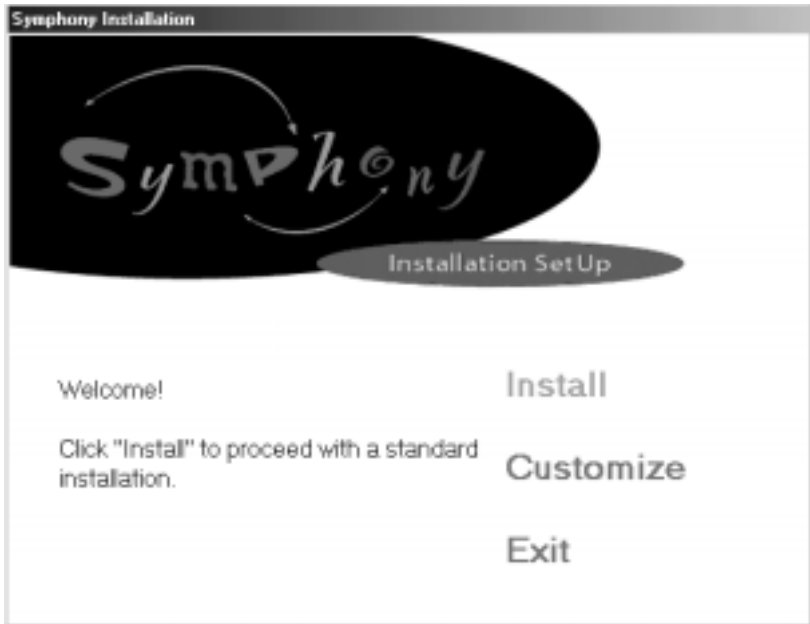 Symphony Installation
Symphony
Installation SetUp
Welcome!
Install
Click "Install" to proceed with a standard
installation.
Customize
Exit